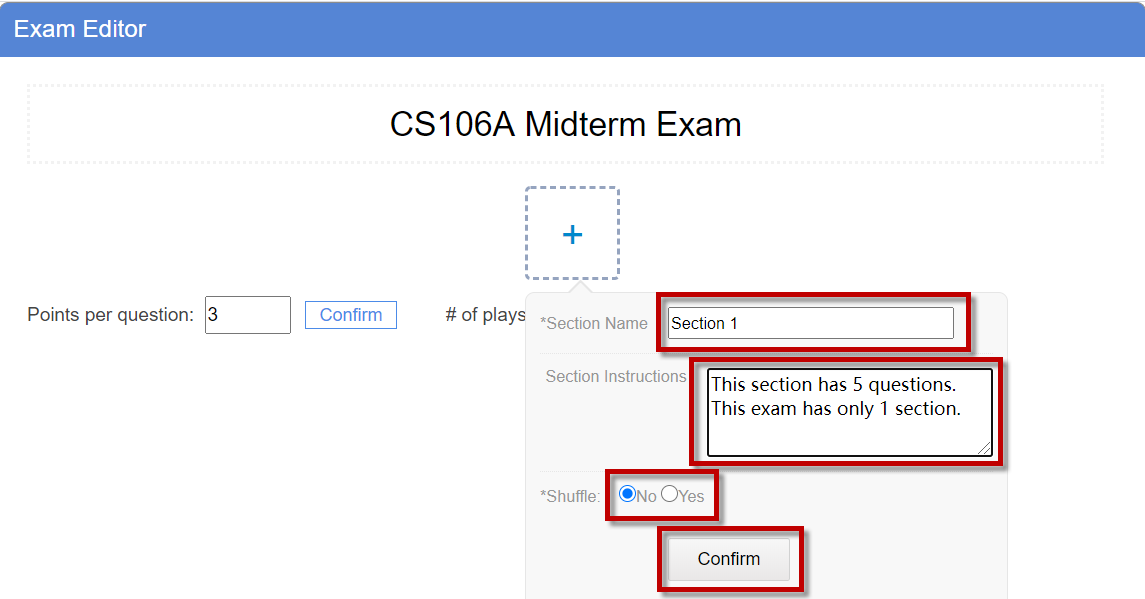 Exam Editor
CS106A Midterm Exam
+
Points per question: 3 Confirm # of plays
*Section Name Section 1
Section Instructions This section has 5 questions.
This exam has only 1 section.
*Shuffle: No Yes
Confirm